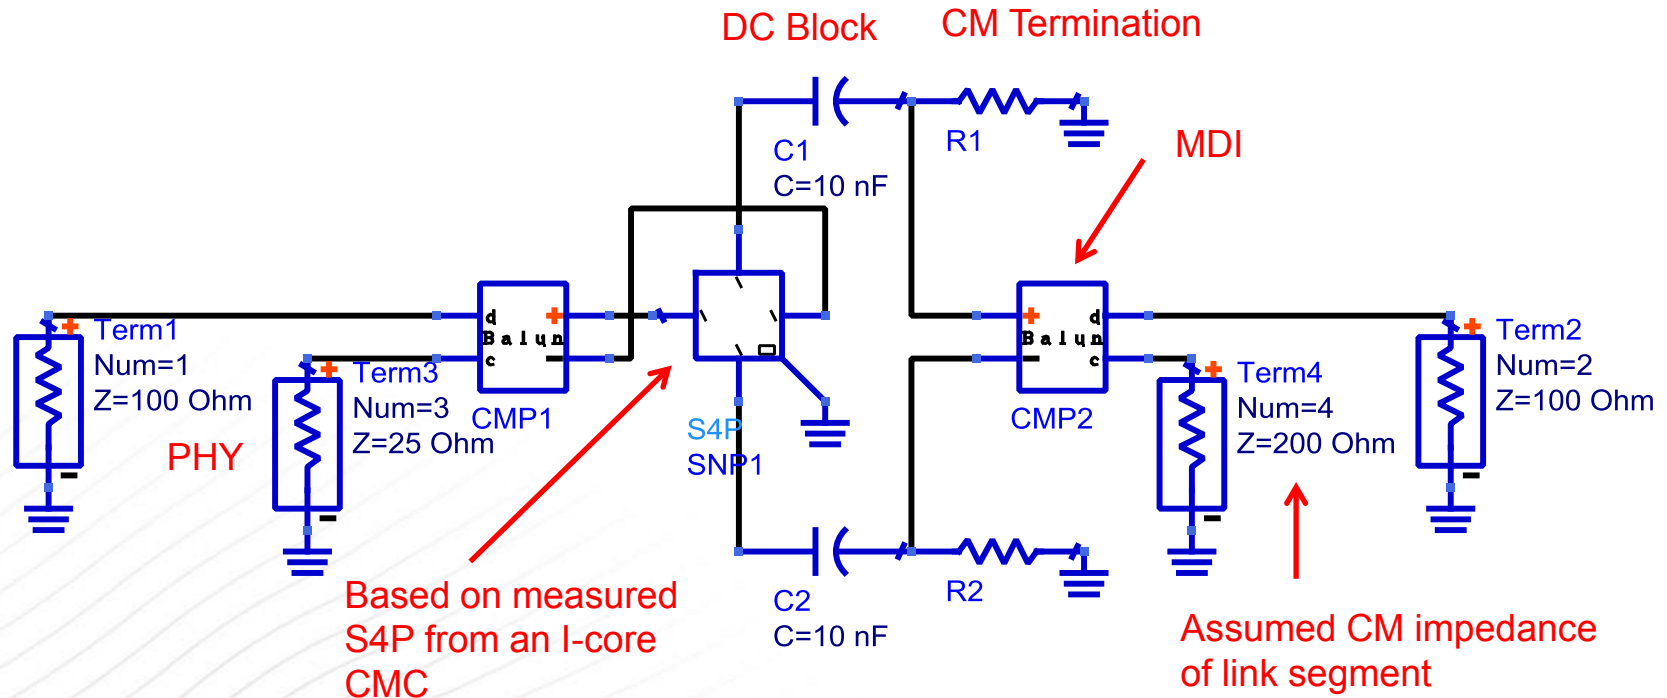 DC Block
CM Termination
C1
C=10 nF
R1
MDI
d
Balun
c
CMP1
d
Balun
c
CMP2
Term1
Num=1
Z=100 Ohm
Term3
Num=3
Z=25 Ohm
PHY
S4P
SNP1
Term4
Num=4
Z=200 Ohm
Term2
Num=2
Z=100 Ohm
C2
C=10 nF
R2
Based on measured
S4P from an I-core
CMC
Assumed CM impedance
of link segment